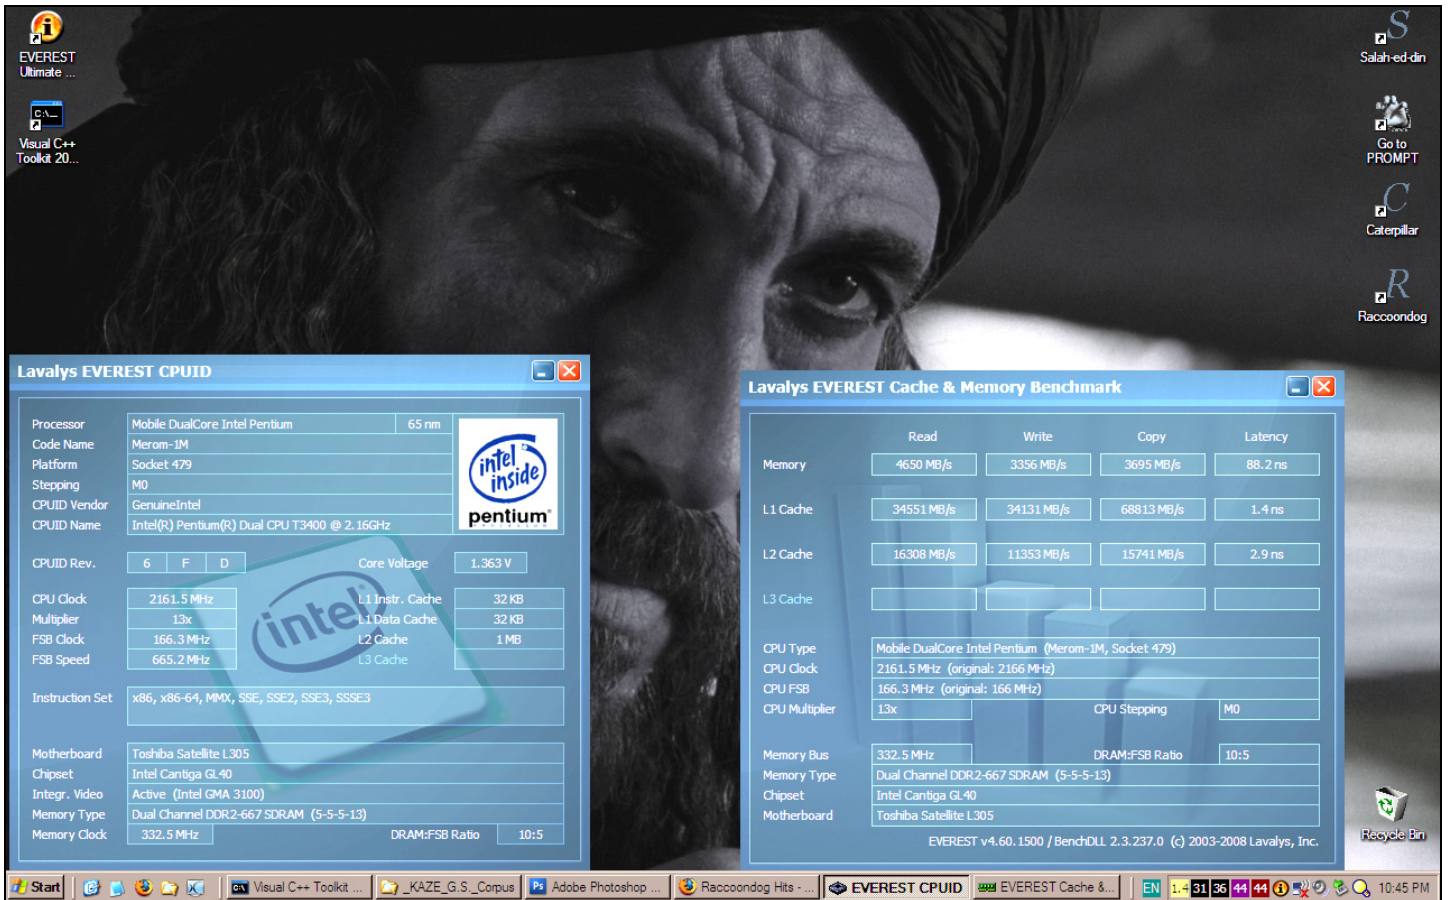 EVEREST
Ultimate ...
Visual C++
Toolkit 20...
S
Salah-ed-din
Go to
PROMPT
C
Caterpillar
R
Raccoondog
Lavalys EVEREST CPUID
Processor Mobile DualCore Intel Pentium 65 nm
Code Name Merom-1M
Platform Socket 479
Stepping M0
CPUID Vendor GenuineIntel
CPUID Name Intel(R) Pentium(R) Dual CPU T3400 @ 2.16GHz
intel
inside
pentium
CPUID Rev. 6 F D Core Voltage 1.363 V
CPU Clock 2161.5 MHz L1 Instr. Cache 32 KB
Multiplier 13x L1 Data Cache 32 KB
FSB Clock 166.3 MHz L2 Cache 1 MB
FSB Speed 665.2 MHz L3 Cache
intel
Instruction Set x86, x86-64, MMX, SSE, SSE2, SSE3, SSSE3
Motherboard Toshiba Satellite L305
Chipset Intel Cantiga GL40
Integr. Video Active (Intel GMA 3100)
Memory Type Dual Channel DDR2-667 SDRAM (5-5-5-13)
Memory Clock 332.5 MHz DRAM:FSB Ratio 10:5
Lavalys EVEREST Cache & Memory Benchmark
Read Write Copy Latency
Memory 4650 MB/s 3356 MB/s 3695 MB/s 88.2 ns
L1 Cache 34551 MB/s 34131 MB/s 68813 MB/s 1.4 ns
L2 Cache 16308 MB/s 11353 MB/s 15741 MB/s 2.9 ns
L3 Cache
CPU Type Mobile DualCore Intel Pentium (Merom-1M, Socket 479)
CPU Clock 2161.5 MHz (original: 2166 MHz)
CPU FSB 166.3 MHz (original: 166 MHz)
CPU Multiplier 13x CPU Stepping M0
Memory Bus 332.5 MHz DRAM:FSB Ratio 10:5
Memory Type Dual Channel DDR2-667 SDRAM (5-5-5-13)
Chipset Intel Cantiga GL40
Motherboard Toshiba Satellite L305
EVEREST v4.60.1500 / BenchDLL 2.3.237.0 (c) 2003-2008 Lavalys, Inc.
Recycle Bin
Start Visual C++ Toolkit ... _KAZE_G.S._Corpus Adobe Photoshop ... Raccoondog Hits - ... EVEREST CPUID EVEREST Cache &... EN 1.4 31 36 44 44 10:45 PM